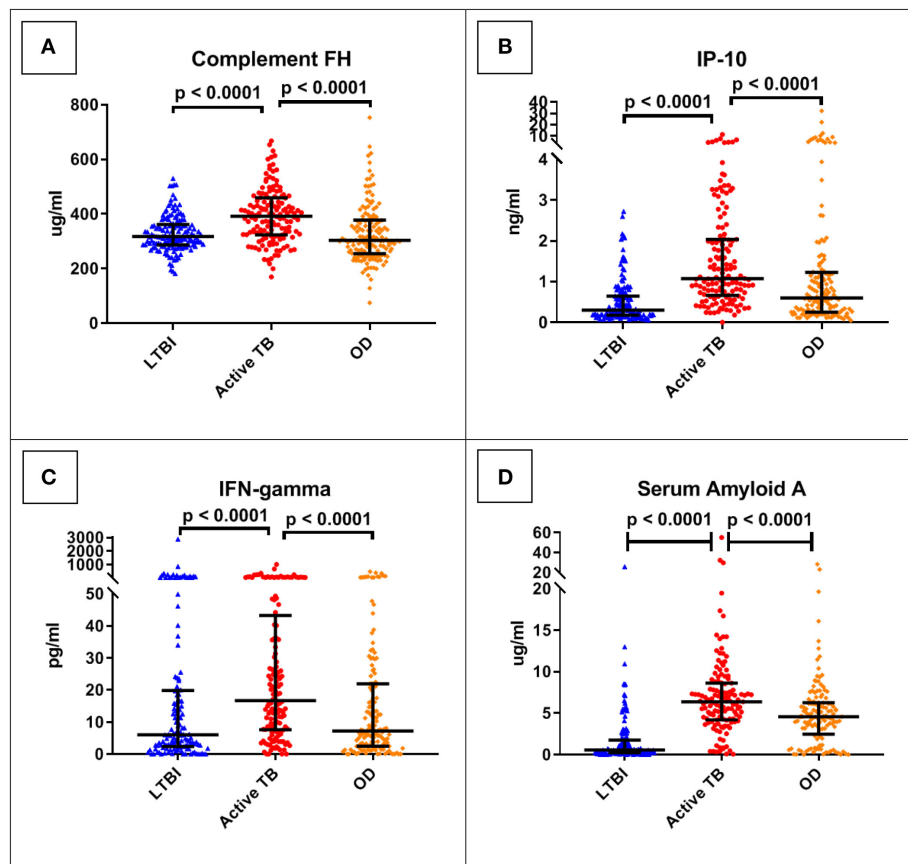 A
Complement FH
p < 0.0001 p < 0.0001
800
600
400
200
0
ug/ml
LTBI Active TB OD
B
IP-10
p < 0.0001 p < 0.0001
40
30
20
10
4
3
2
1
0
ng/ml
LTBI Active TB OD
C
IFN-gamma
p < 0.0001 p < 0.0001
3000
2000
1000
50
40
30
20
10
0
pg/ml
LTBI Active TB OD
D
Serum Amyloid A
p < 0.0001 p < 0.0001
60
40
20
20
15
10
5
0
ug/ml
LTBI Active TB OD